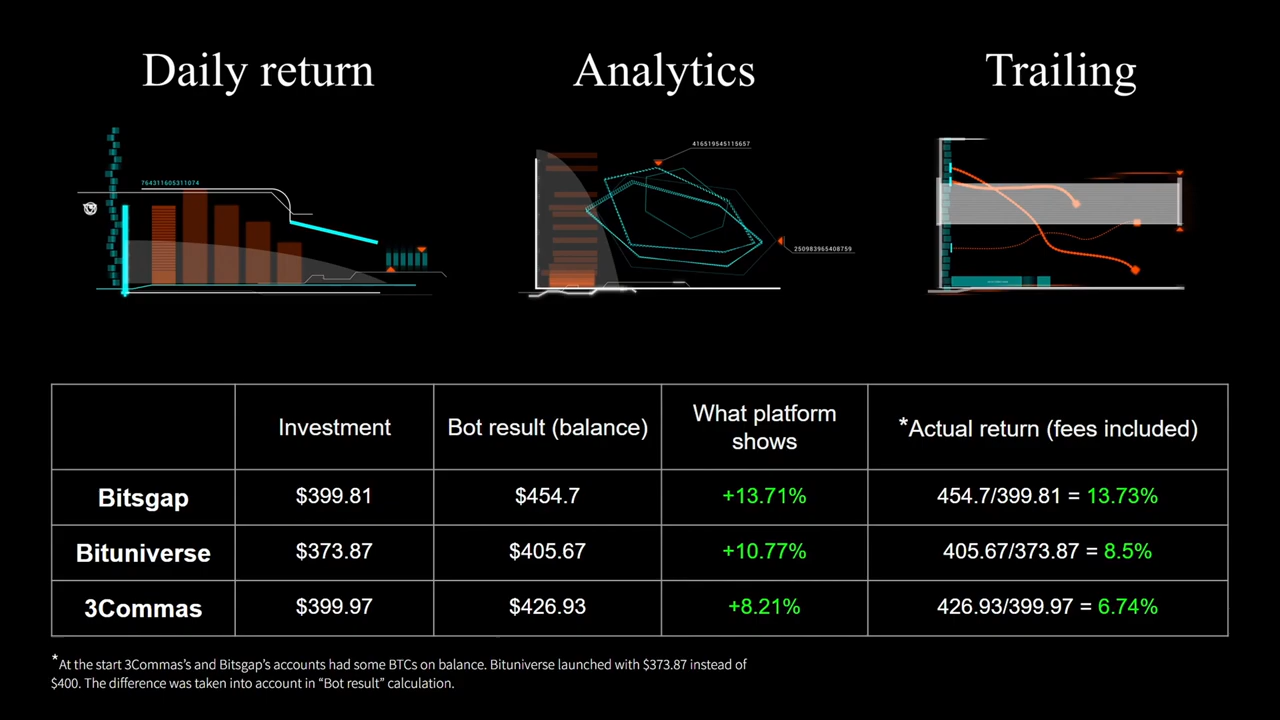 Daily return
Analytics
Trailing
764311605311074
416519545115657
250983965408759
Investment
Bot result (balance)
What platform
shows
*Actual return (fees included)
Bitsgap
$399.81
$454.7
+13.71%
454.7/399.81 = 13.73%
Bituniverse
$373.87
$405.67
+10.77%
405.67/373.87 = 8.5%
3Commas
$399.97
$426.93
+8.21%
426.93/399.97 = 6.74%
*At the start 3Commas's and Bitsgap's accounts had some BTCs on balance. Bituniverse launched with $373.87 instead of
$400. The difference was taken into account in “Bot result” calculation.